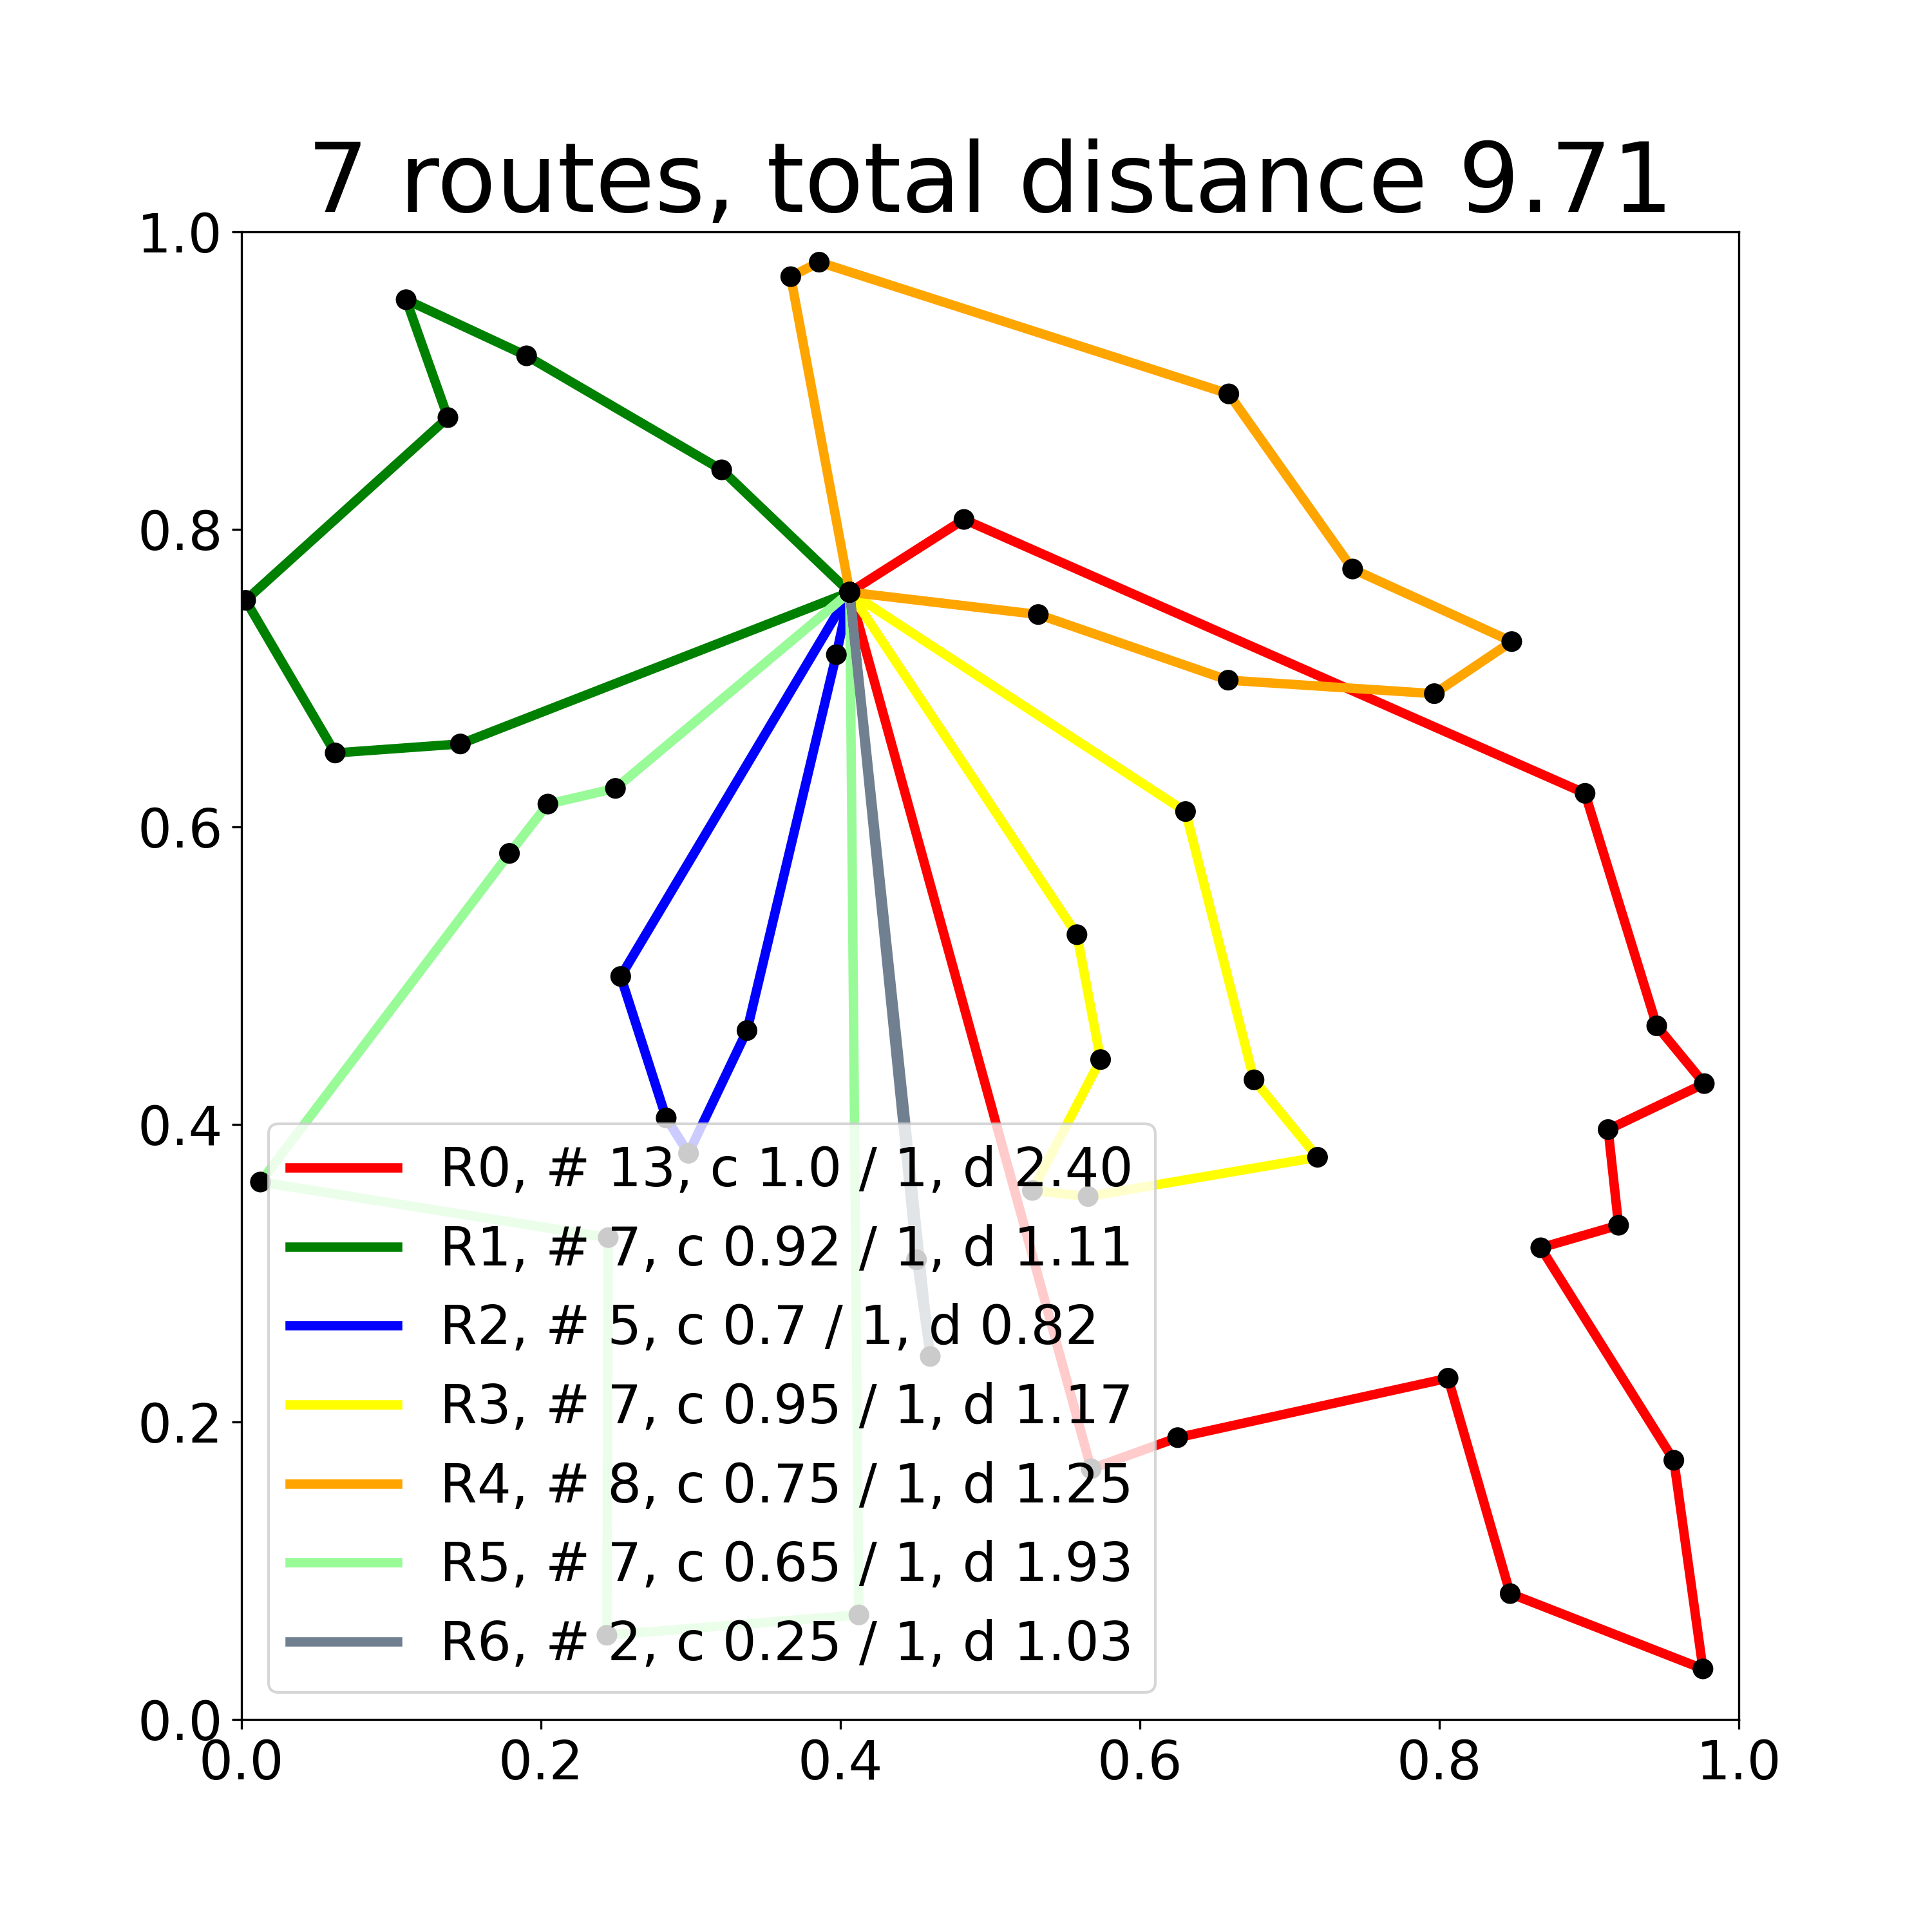 7 routes, total distance 9.71
1.0
0.8
0.6
0.4
0.2
0.0
R0, # 13, c 1.0 / 1, d 2.40
R1, # 7, c 0.92 / 1, d 1.11
R2, # 5, c 0.7 / 1, d 0.82
R3, # 7, c 0.95 / 1, d 1.17
R4, # 8, c 0.75 / 1, d 1.25
R5, # 7, c 0.65 / 1, d 1.93
R6, # 2, c 0.25 / 1, d 1.03
0.0 0.2 0.4 0.6 0.8 1.0